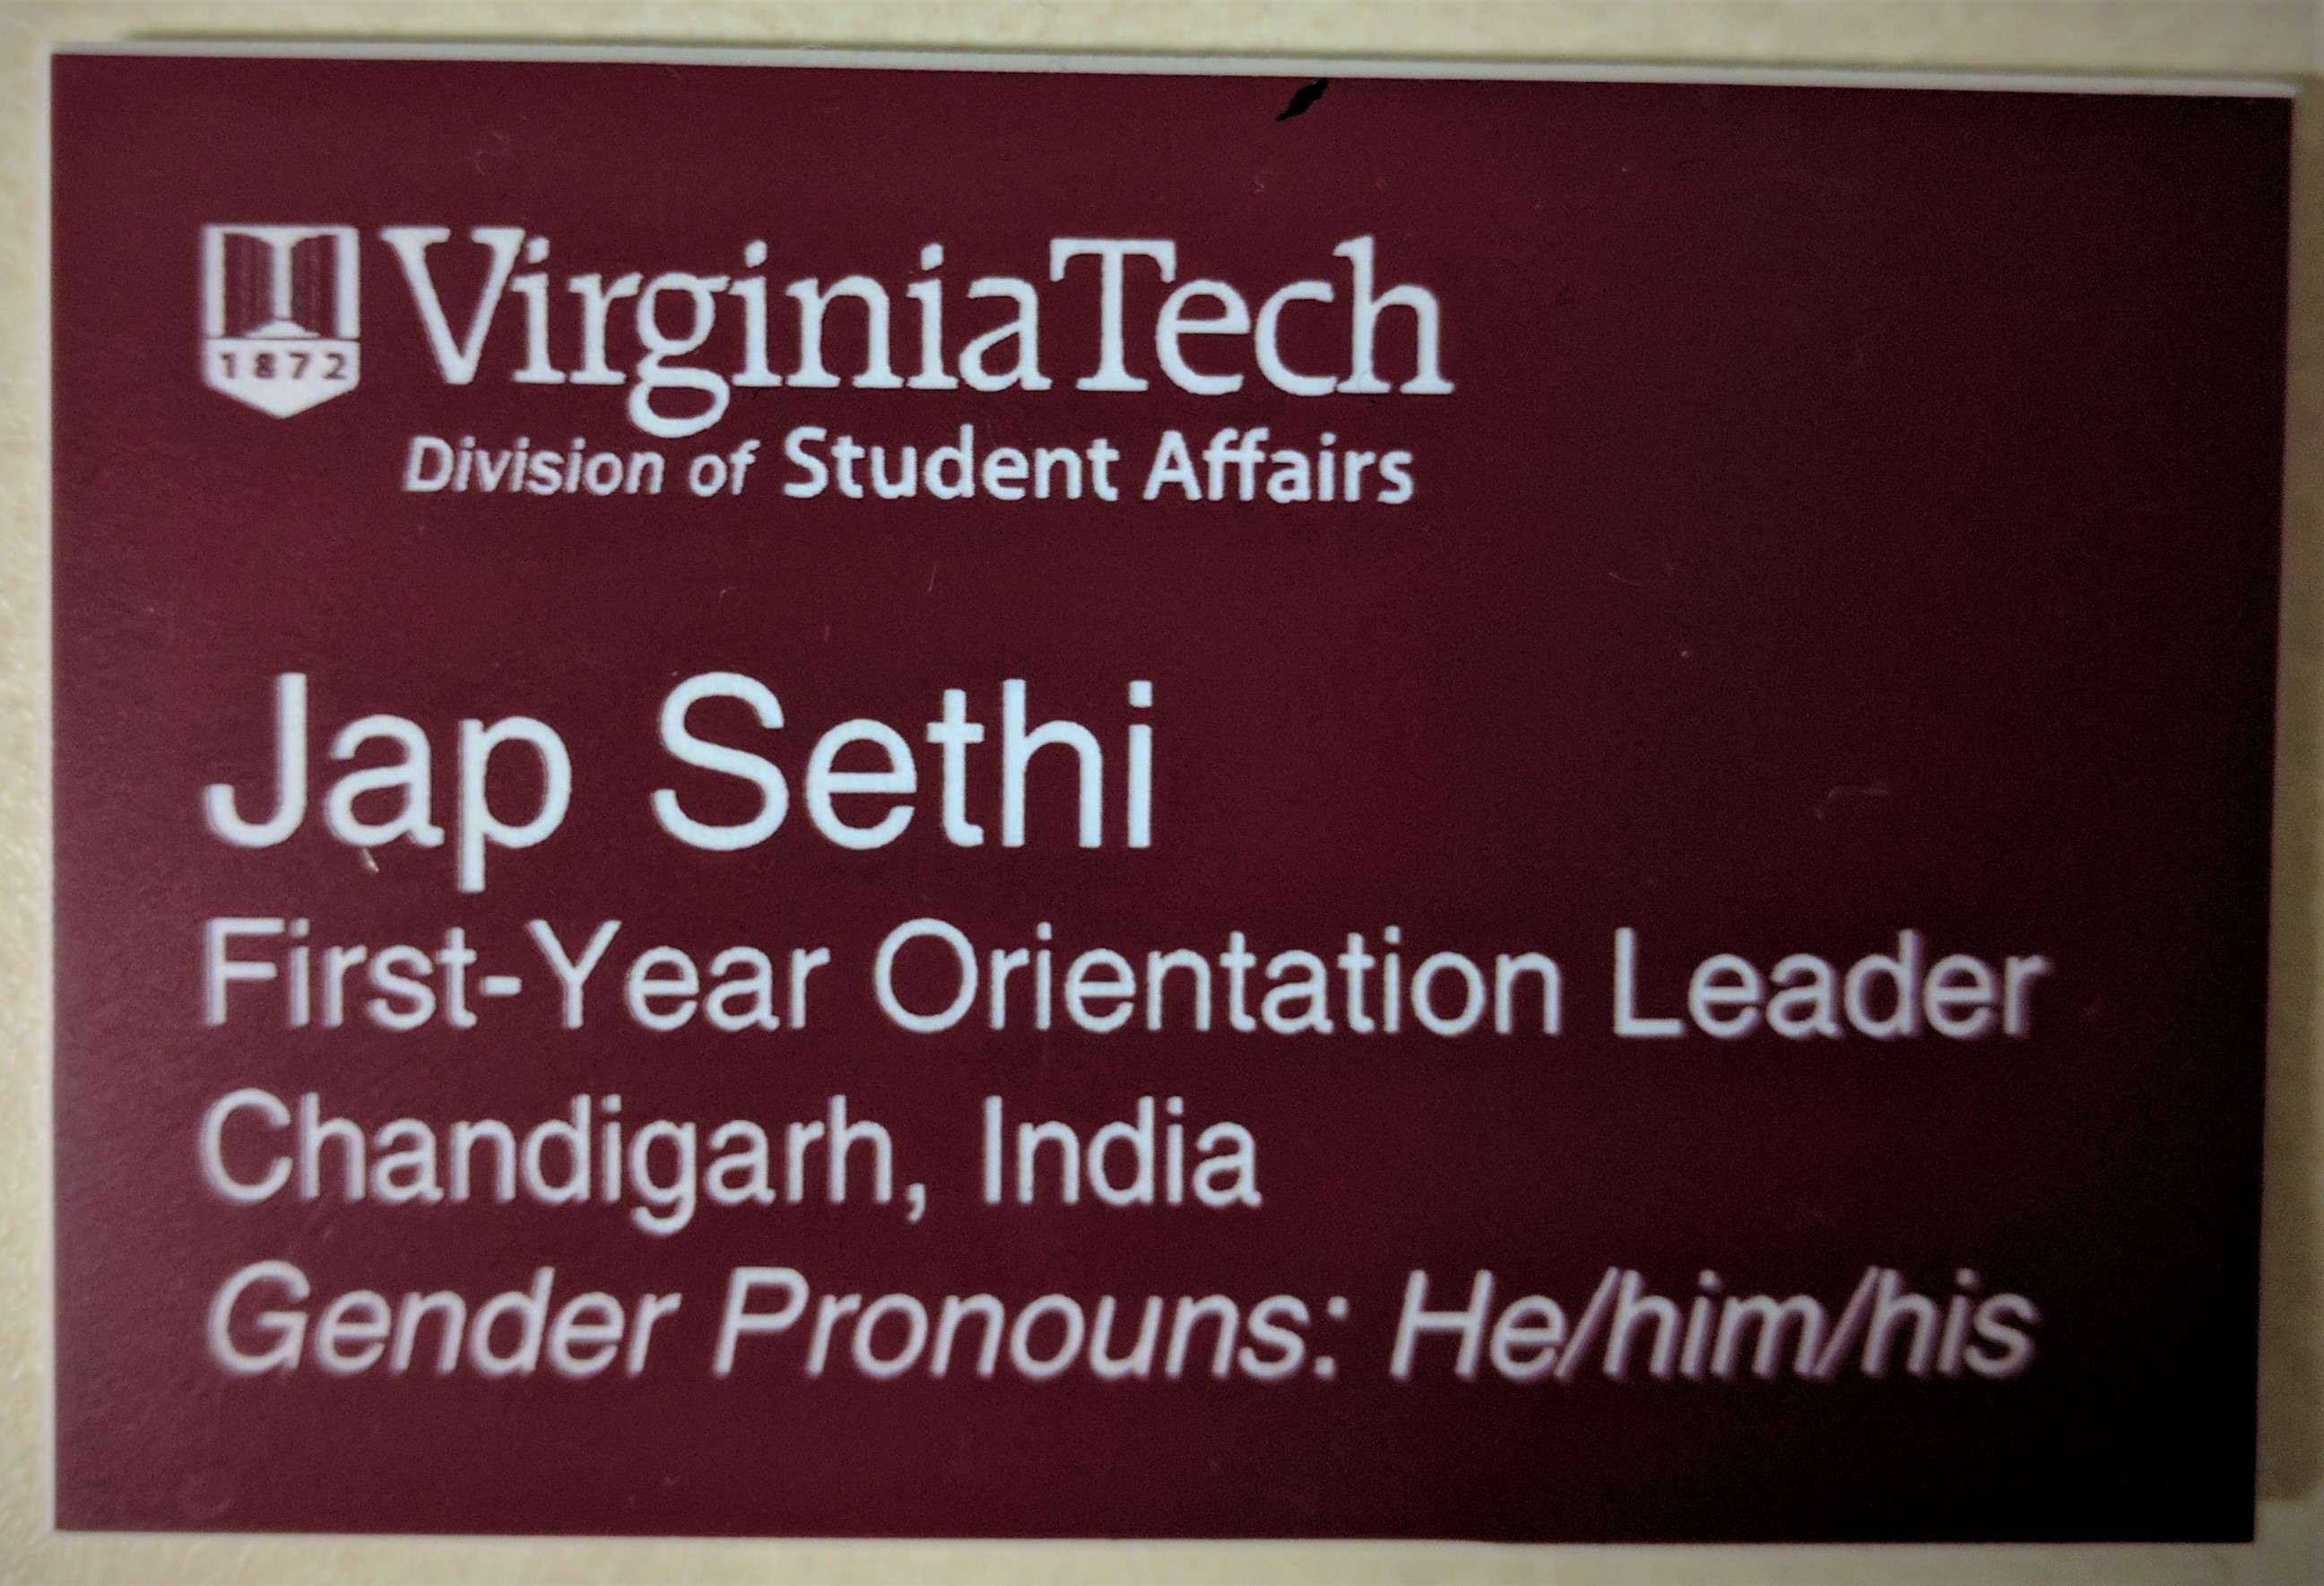 1872
VirginiaTech
Division of Student Affairs
Jap Sethi
First-Year Orientation Leader
Chandigarh, India
Gender Pronouns: He/him/his